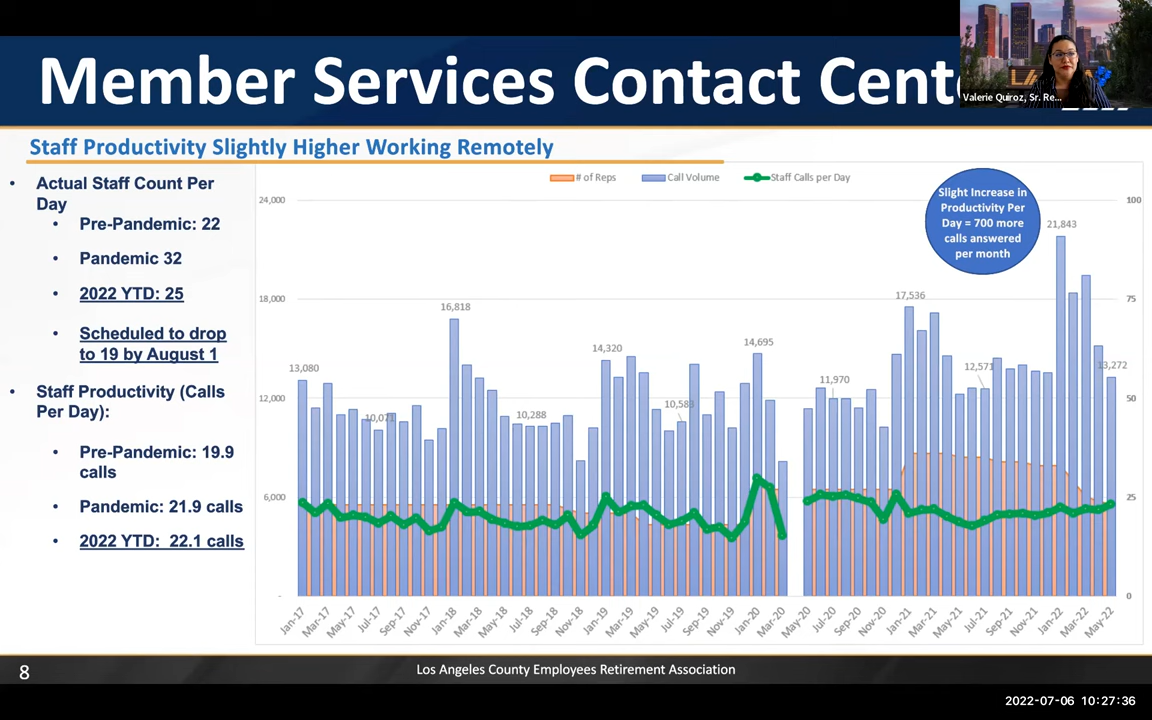 Member Services Contact Cent
Valerie Quiroz, Sr. Re...
Staff Productivity Slightly Higher Working Remotely
• Actual Staff Count Per
Day
• Pre-Pandemic: 22
• Pandemic 32
• 2022 YTD: 25
• Scheduled to drop
to 19 by August 1
• Staff Productivity (Calls
Per Day):
• Pre-Pandemic: 19.9
calls
• Pandemic: 21.9 calls
• 2022 YTD: 22.1 calls
# of Reps Call Volume Staff Calls per Day
Slight Increase in
Productivity Per
Day = 700 more
calls answered
per month
24,000 100
21,843
18,000 75
17,536
16,818
14,320
14,695
13,080
13,272
12,571
11,970
12,000 50
10,071
10,288
10,583
6,000 25
- 0
Jan-17 Mar-17 May-17 Jul-17 Sep-17 Nov-17 Jan-18 Mar-18 May-18 Jul-18 Sep-18 Nov-18 Jan-19 Mar-19 May-19 Jul-19 Sep-19 Nov-19 Jan-20 Mar-20 May-20 Jul-20 Sep-20 Nov-20 Jan-21 Mar-21 May-21 Jul-21 Sep-21 Nov-21 Jan-22 Mar-22 May-22
8
Los Angeles County Employees Retirement Association
2022-07-06 10:27:36